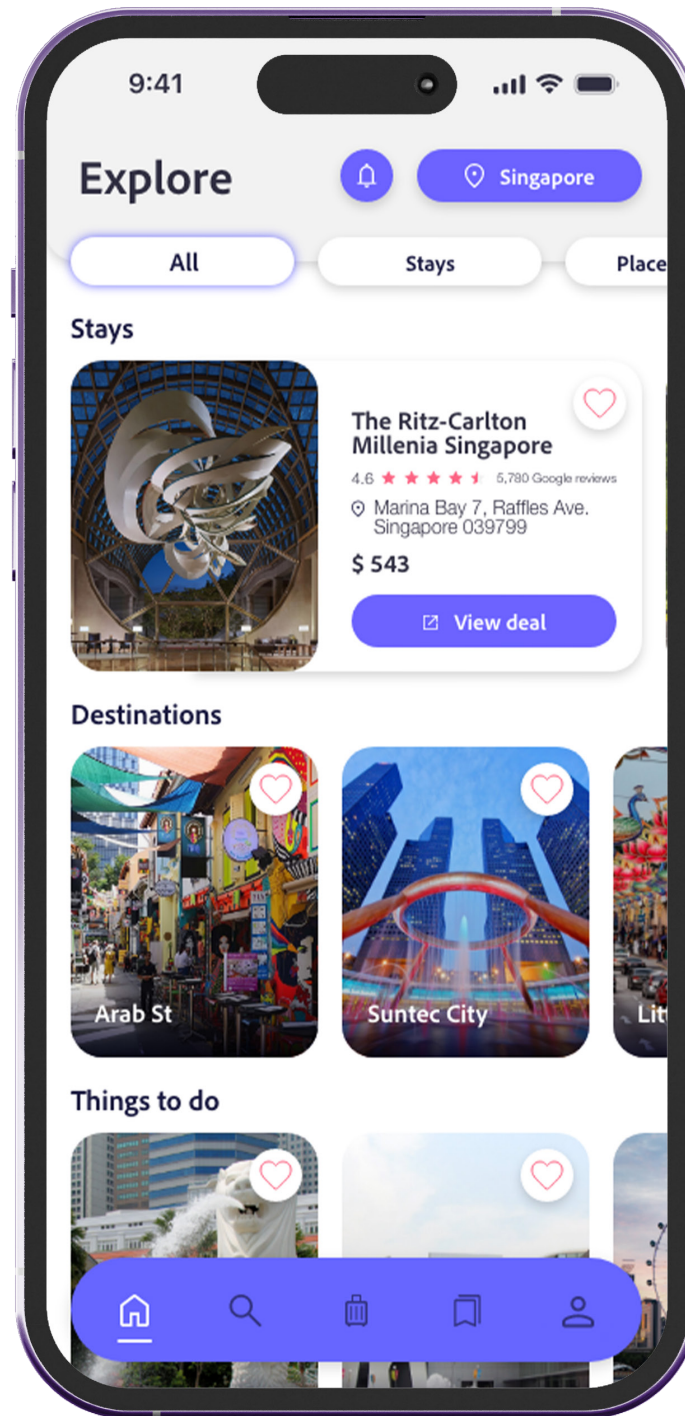 9:41
Explore
Singapore
All
Stays
Place
Stays
The Ritz-Carlton
Millenia Singapore
4.6
5,780 Google reviews
Marina Bay 7, Raffles Ave.
Singapore 039799
$ 543
View deal
Destinations
Arab St
Suntec City
Lit
Things to do